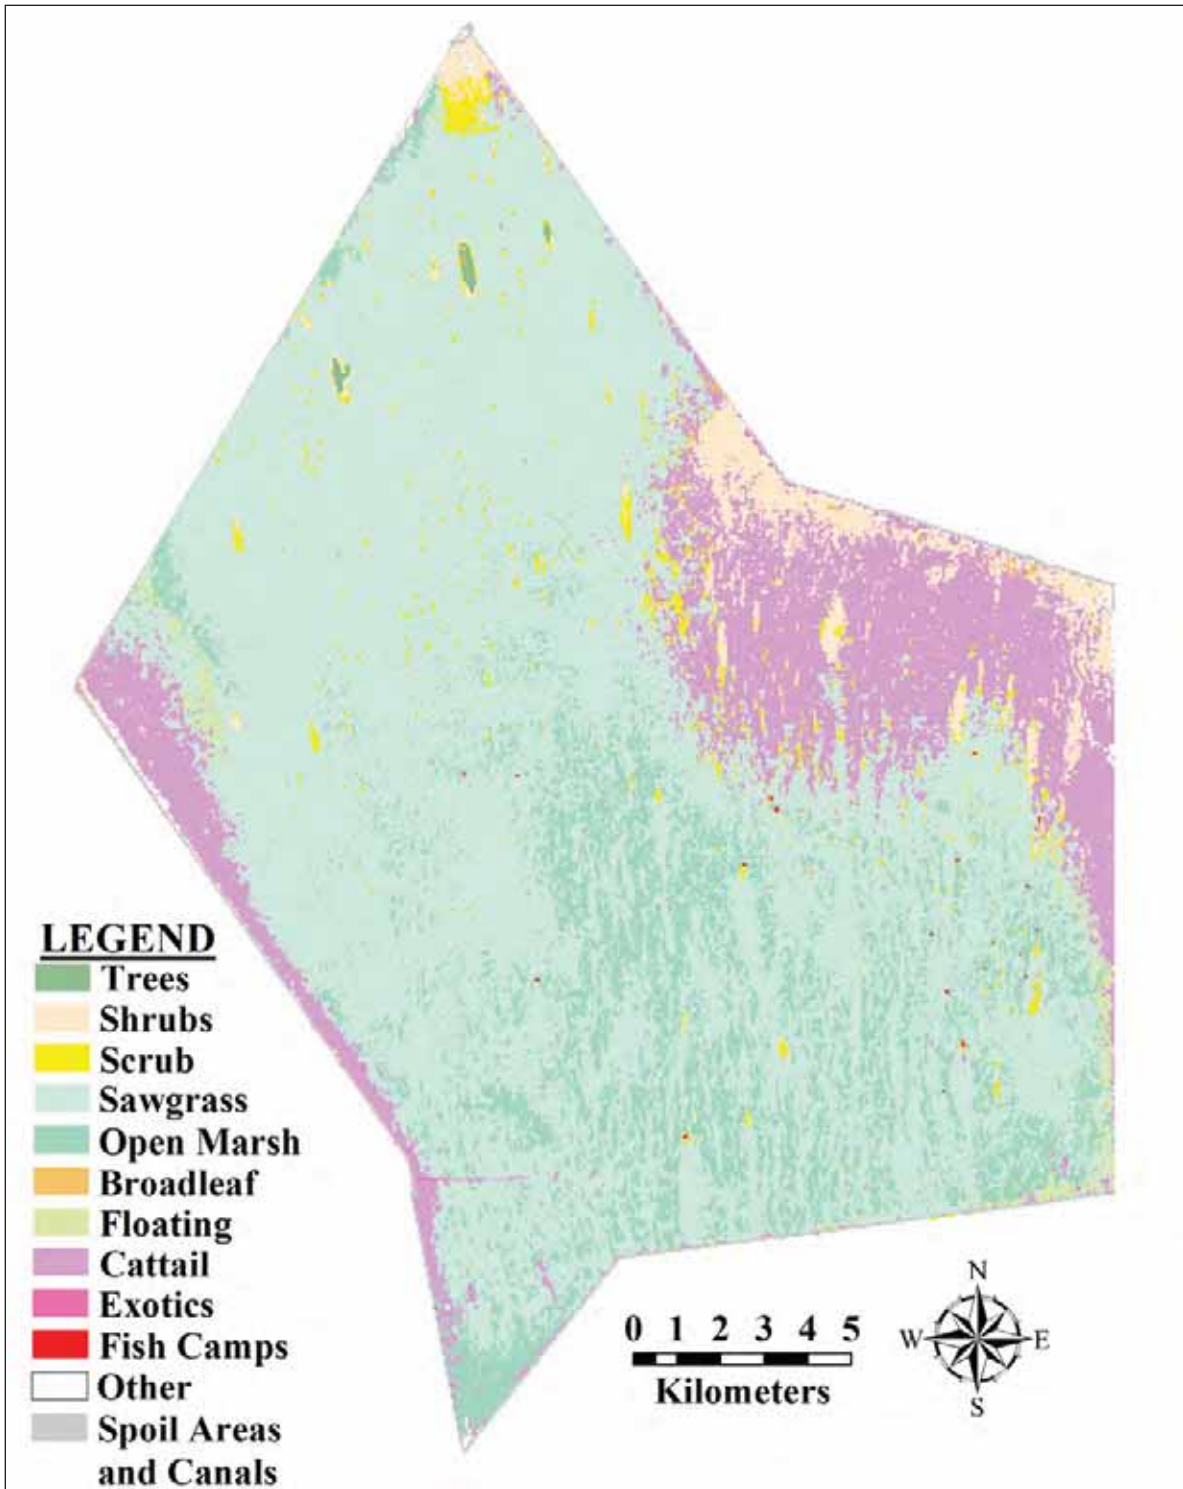 LEGEND
Trees
Shrubs
Scrub
Sawgrass
Open Marsh
Broadleaf
Floating
Cattail
Exotics
Fish Camps
Other
Spoil Areas
and Canals
0 1 2 3 4 5
Kilometers
N
W E
S